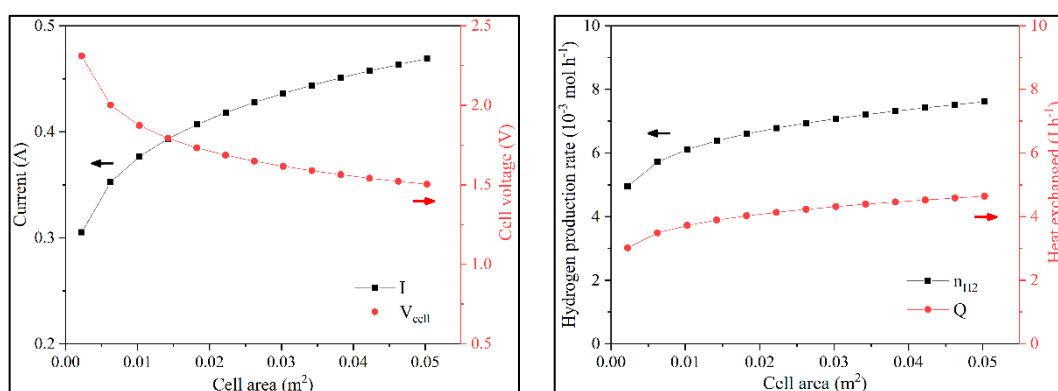 0.5
0.4
0.3
0.2
Current (A)
2.5
2.0
1.5
1.0
0.5
Cell voltage (V)
I
V_cell
0.00 0.01 0.02 0.03 0.04 0.05
Cell area (m²)
10
8
6
4
2
0
Hydrogen production rate (10⁻³ mol h⁻¹)
10
8
6
4
2
0
Heat exchanged (J h⁻¹)
n_H2
Q
0.00 0.01 0.02 0.03 0.04 0.05
Cell area (m²)